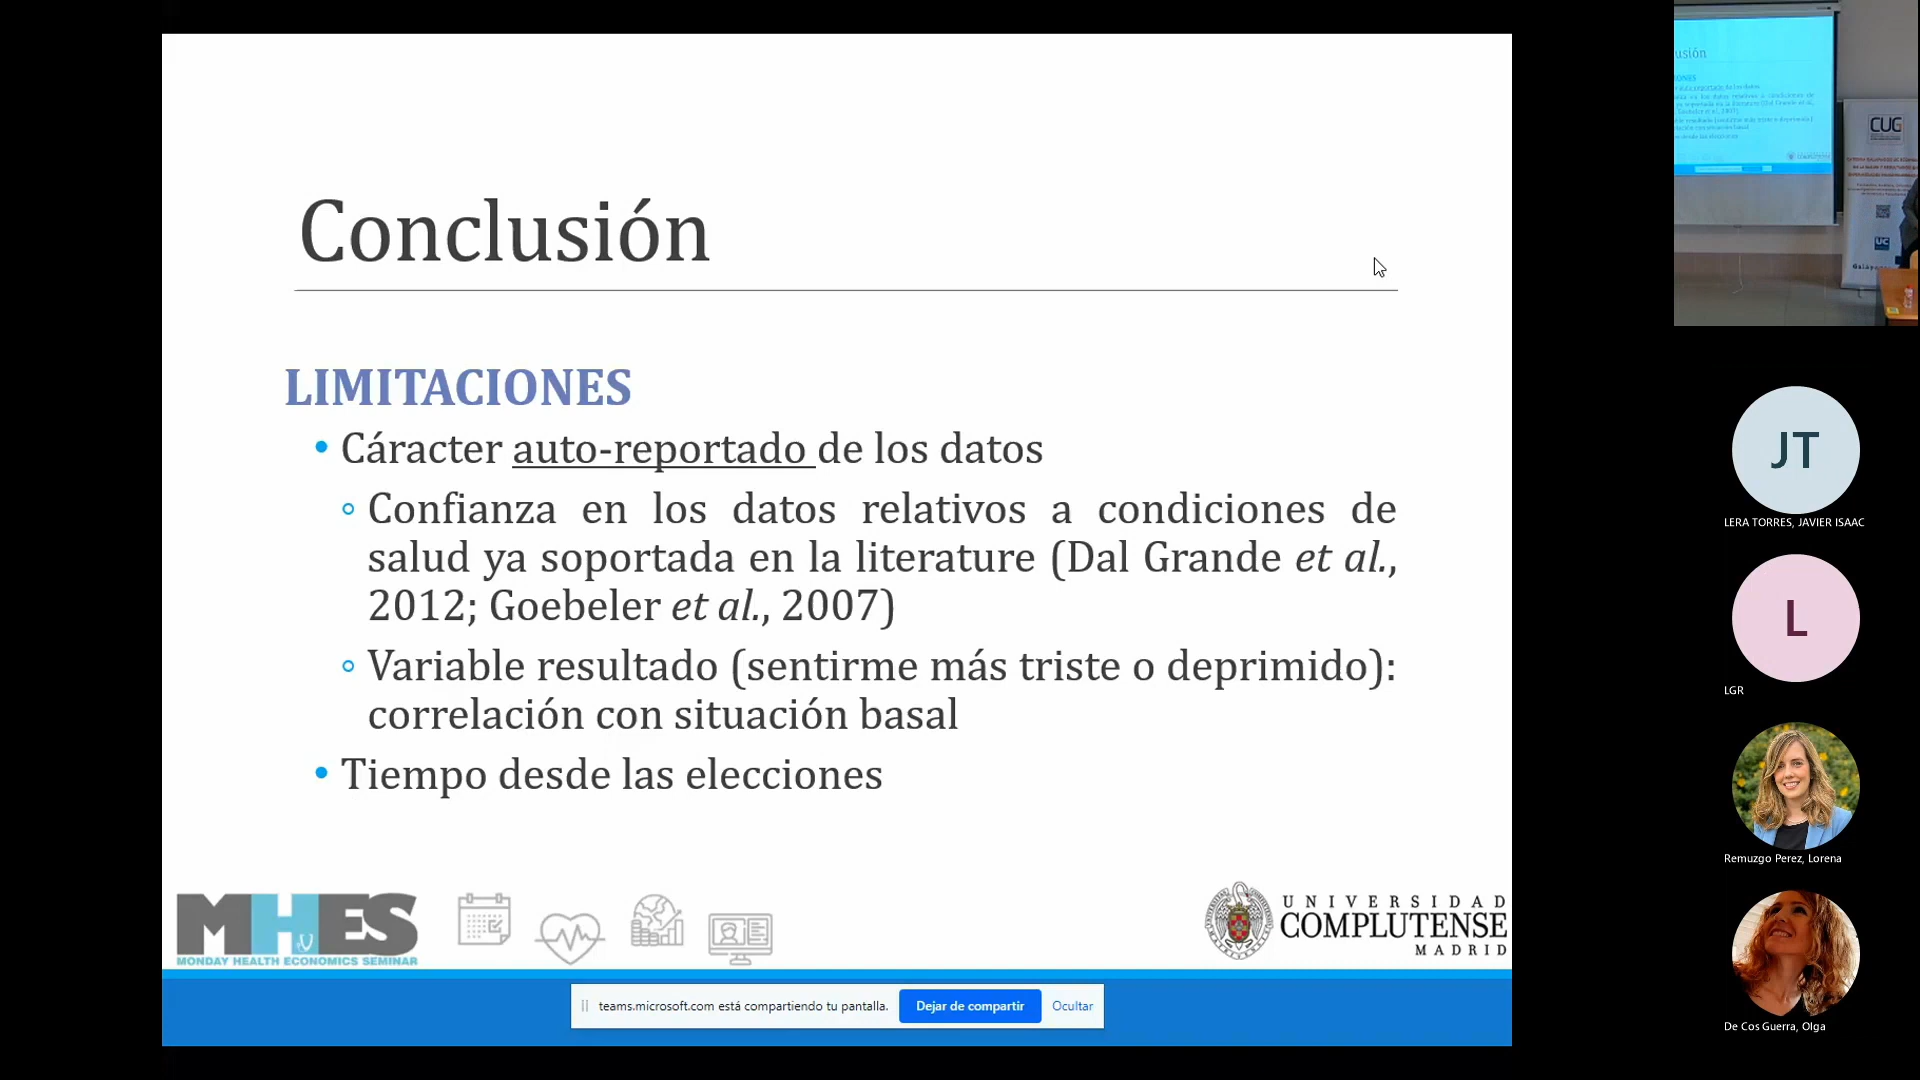 Conclusión
LIMITACIONES
• Cáracter auto-reportado de los datos
◦ Confianza en los datos relativos a condiciones de
salud ya soportada en la literature (Dal Grande et al.,
2012; Goebeler et al., 2007)
◦ Variable resultado (sentirme más triste o deprimido):
correlación con situación basal
• Tiempo desde las elecciones
MHES
MONDAY HEALTH ECONOMICS SEMINAR
UNIVERSIDAD
COMPLUTENSE
MADRID
teams.microsoft.com está compartiendo tu pantalla.
Dejar de compartir
Ocultar
CUG
UC
JT
LERA TORRES, JAVIER ISAAC
L
LGR
Remuzgo Perez, Lorena
De Cos Guerra, Olga